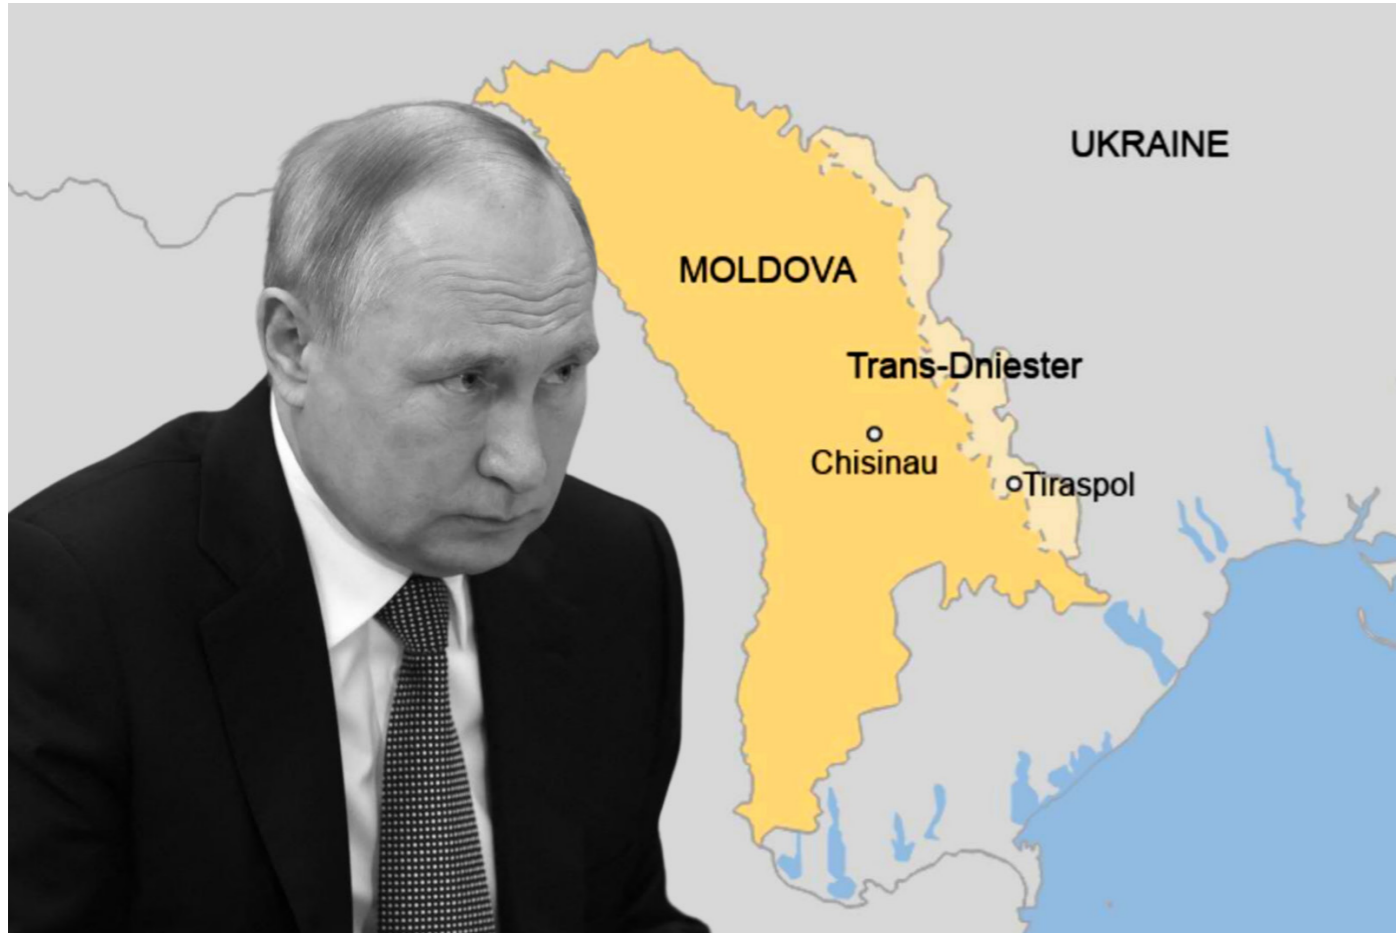 UKRAINE
MOLDOVA
Trans-Dniester
Chisinau
Tiraspol